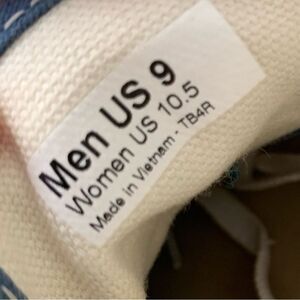 Men US 9
Women US 10.5
Made in Vietnam - TB4R